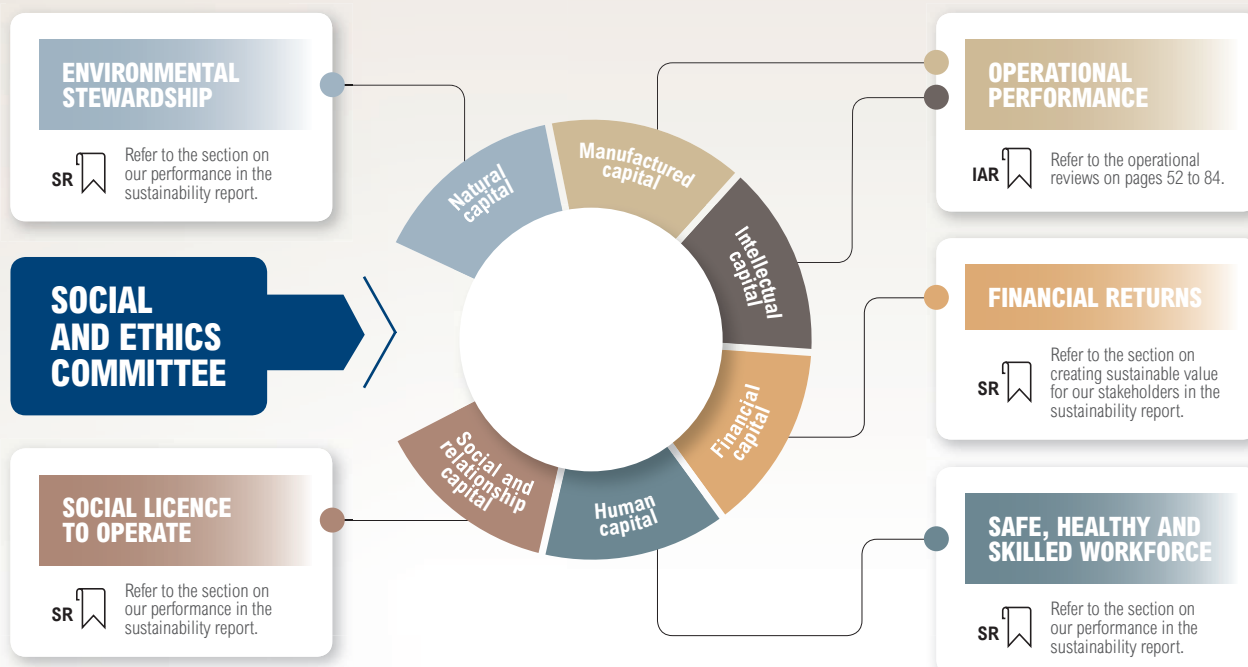 ENVIRONMENTAL
STEWARDSHIP
SR
Refer to the section on
our performance in the
sustainability report.
SOCIAL
AND ETHICS
COMMITTEE
SOCIAL LICENCE
TO OPERATE
SR
Refer to the section on
our performance in the
sustainability report.
Natural
capital
Manufactured
capital
Intellectual
capital
Financial
capital
Human
capital
Social and
relationship
capital
OPERATIONAL
PERFORMANCE
IAR
Refer to the operational
reviews on pages 52 to 84.
FINANCIAL RETURNS
SR
Refer to the section on
creating sustainable value
for our stakeholders in the
sustainability report.
SAFE, HEALTHY AND
SKILLED WORKFORCE
SR
Refer to the section on
our performance in the
sustainability report.